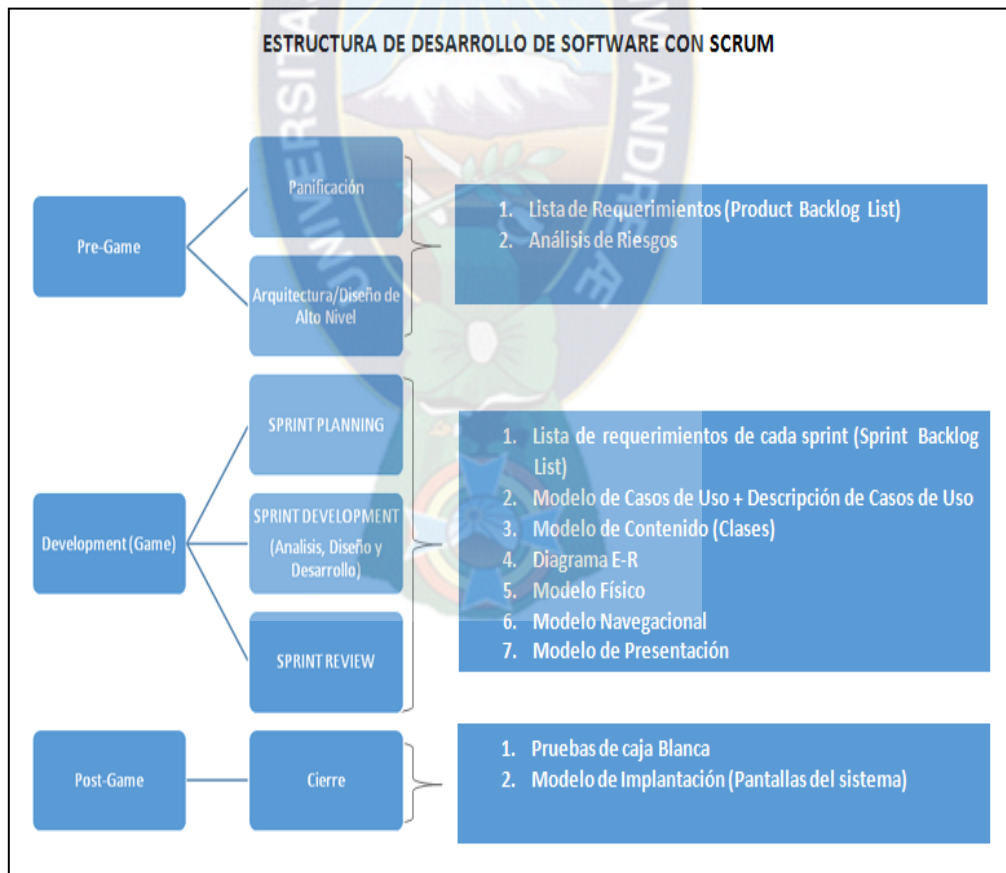 ESTRUCTURA DE DESARROLLO DE SOFTWARE CON SCRUM
Pre-Game
Panificación
Arquitectura/Diseño de
Alto Nivel
1. Lista de Requerimientos (Product Backlog List)
2. Análisis de Riesgos
Development (Game)
SPRINT PLANNING
SPRINT DEVELOPMENT
(Analisis, Diseño y
Desarrollo)
SPRINT REVIEW
1. Lista de requerimientos de cada sprint (Sprint Backlog
List)
2. Modelo de Casos de Uso + Descripción de Casos de Uso
3. Modelo de Contenido (Clases)
4. Diagrama E-R
5. Modelo Físico
6. Modelo Navegacional
7. Modelo de Presentación
Post-Game
Cierre
1. Pruebas de caja Blanca
2. Modelo de Implantación (Pantallas del sistema)
UNIVERSITAS
ANDREÆ